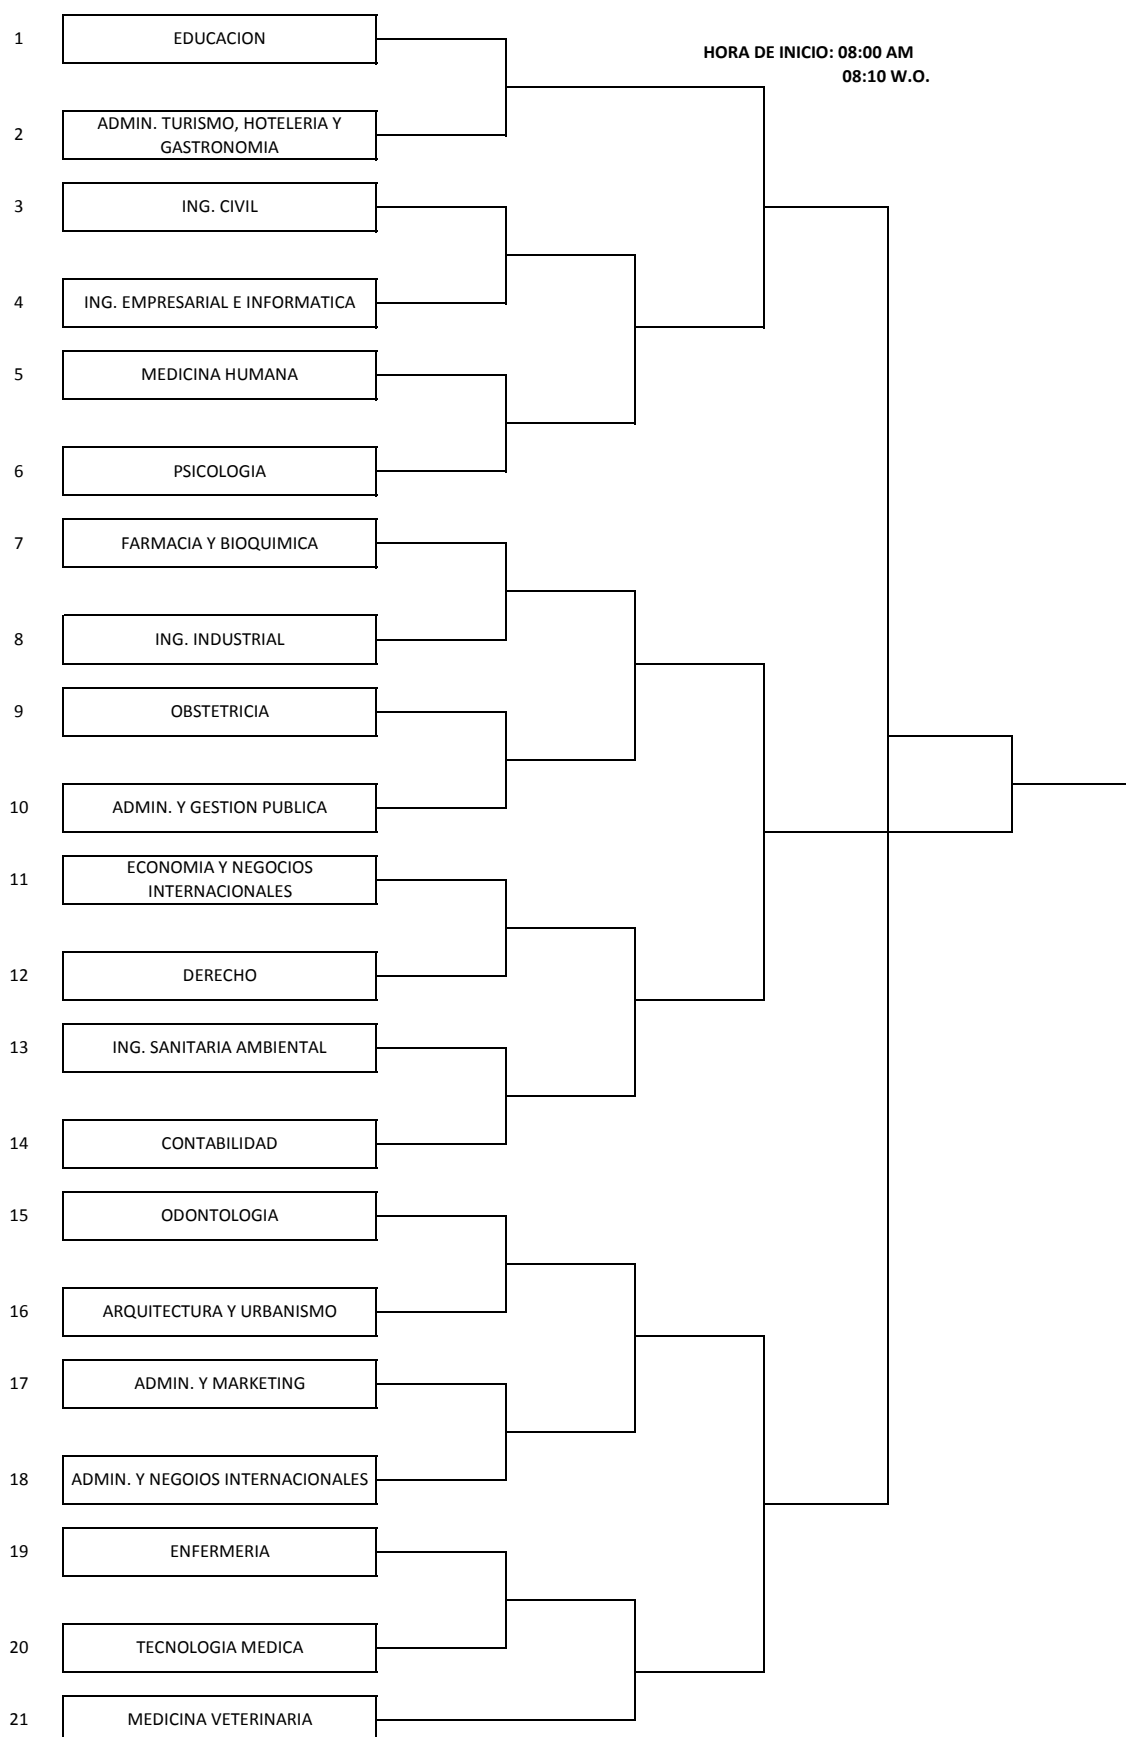 1 EDUCACION
HORA DE INICIO: 08:00 AM
08:10 W.O.
2 ADMIN. TURISMO, HOTELERIA Y
GASTRONOMIA
3 ING. CIVIL
4 ING. EMPRESARIAL E INFORMATICA
5 MEDICINA HUMANA
6 PSICOLOGIA
7 FARMACIA Y BIOQUIMICA
8 ING. INDUSTRIAL
9 OBSTETRICIA
10 ADMIN. Y GESTION PUBLICA
11 ECONOMIA Y NEGOCIOS
INTERNACIONALES
12 DERECHO
13 ING. SANITARIA AMBIENTAL
14 CONTABILIDAD
15 ODONTOLOGIA
16 ARQUITECTURA Y URBANISMO
17 ADMIN. Y MARKETING
18 ADMIN. Y NEGOIOS INTERNACIONALES
19 ENFERMERIA
20 TECNOLOGIA MEDICA
21 MEDICINA VETERINARIA